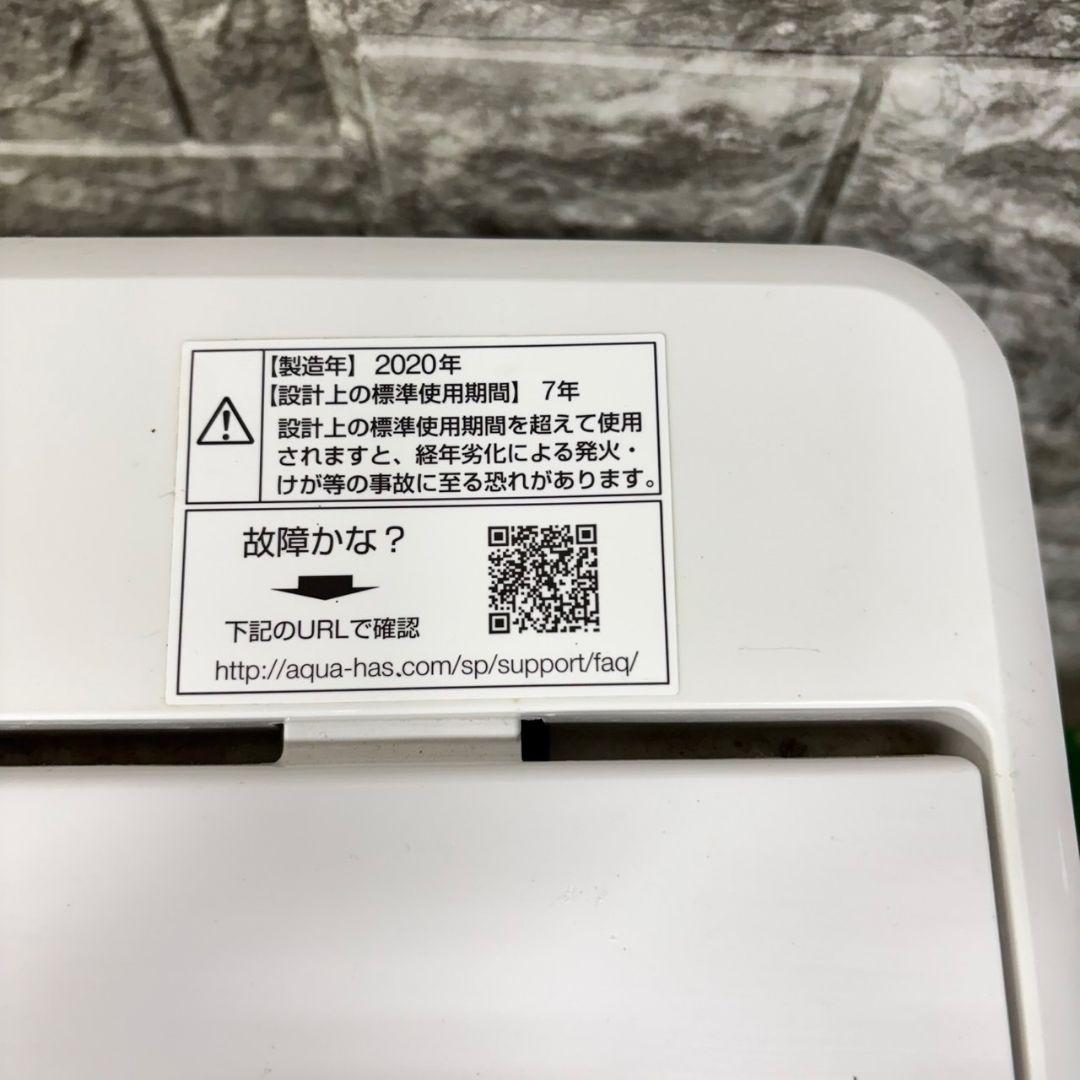 【製造年】 2020年
【設計上の標準使用期間】 7年
設計上の標準使用期間を超えて使用
されますと、経年劣化による発火・
けが等の事故に至る恐れがあります。
故障かな？
下記のURLで確認
http://aqua-has.com/sp/support/faq/